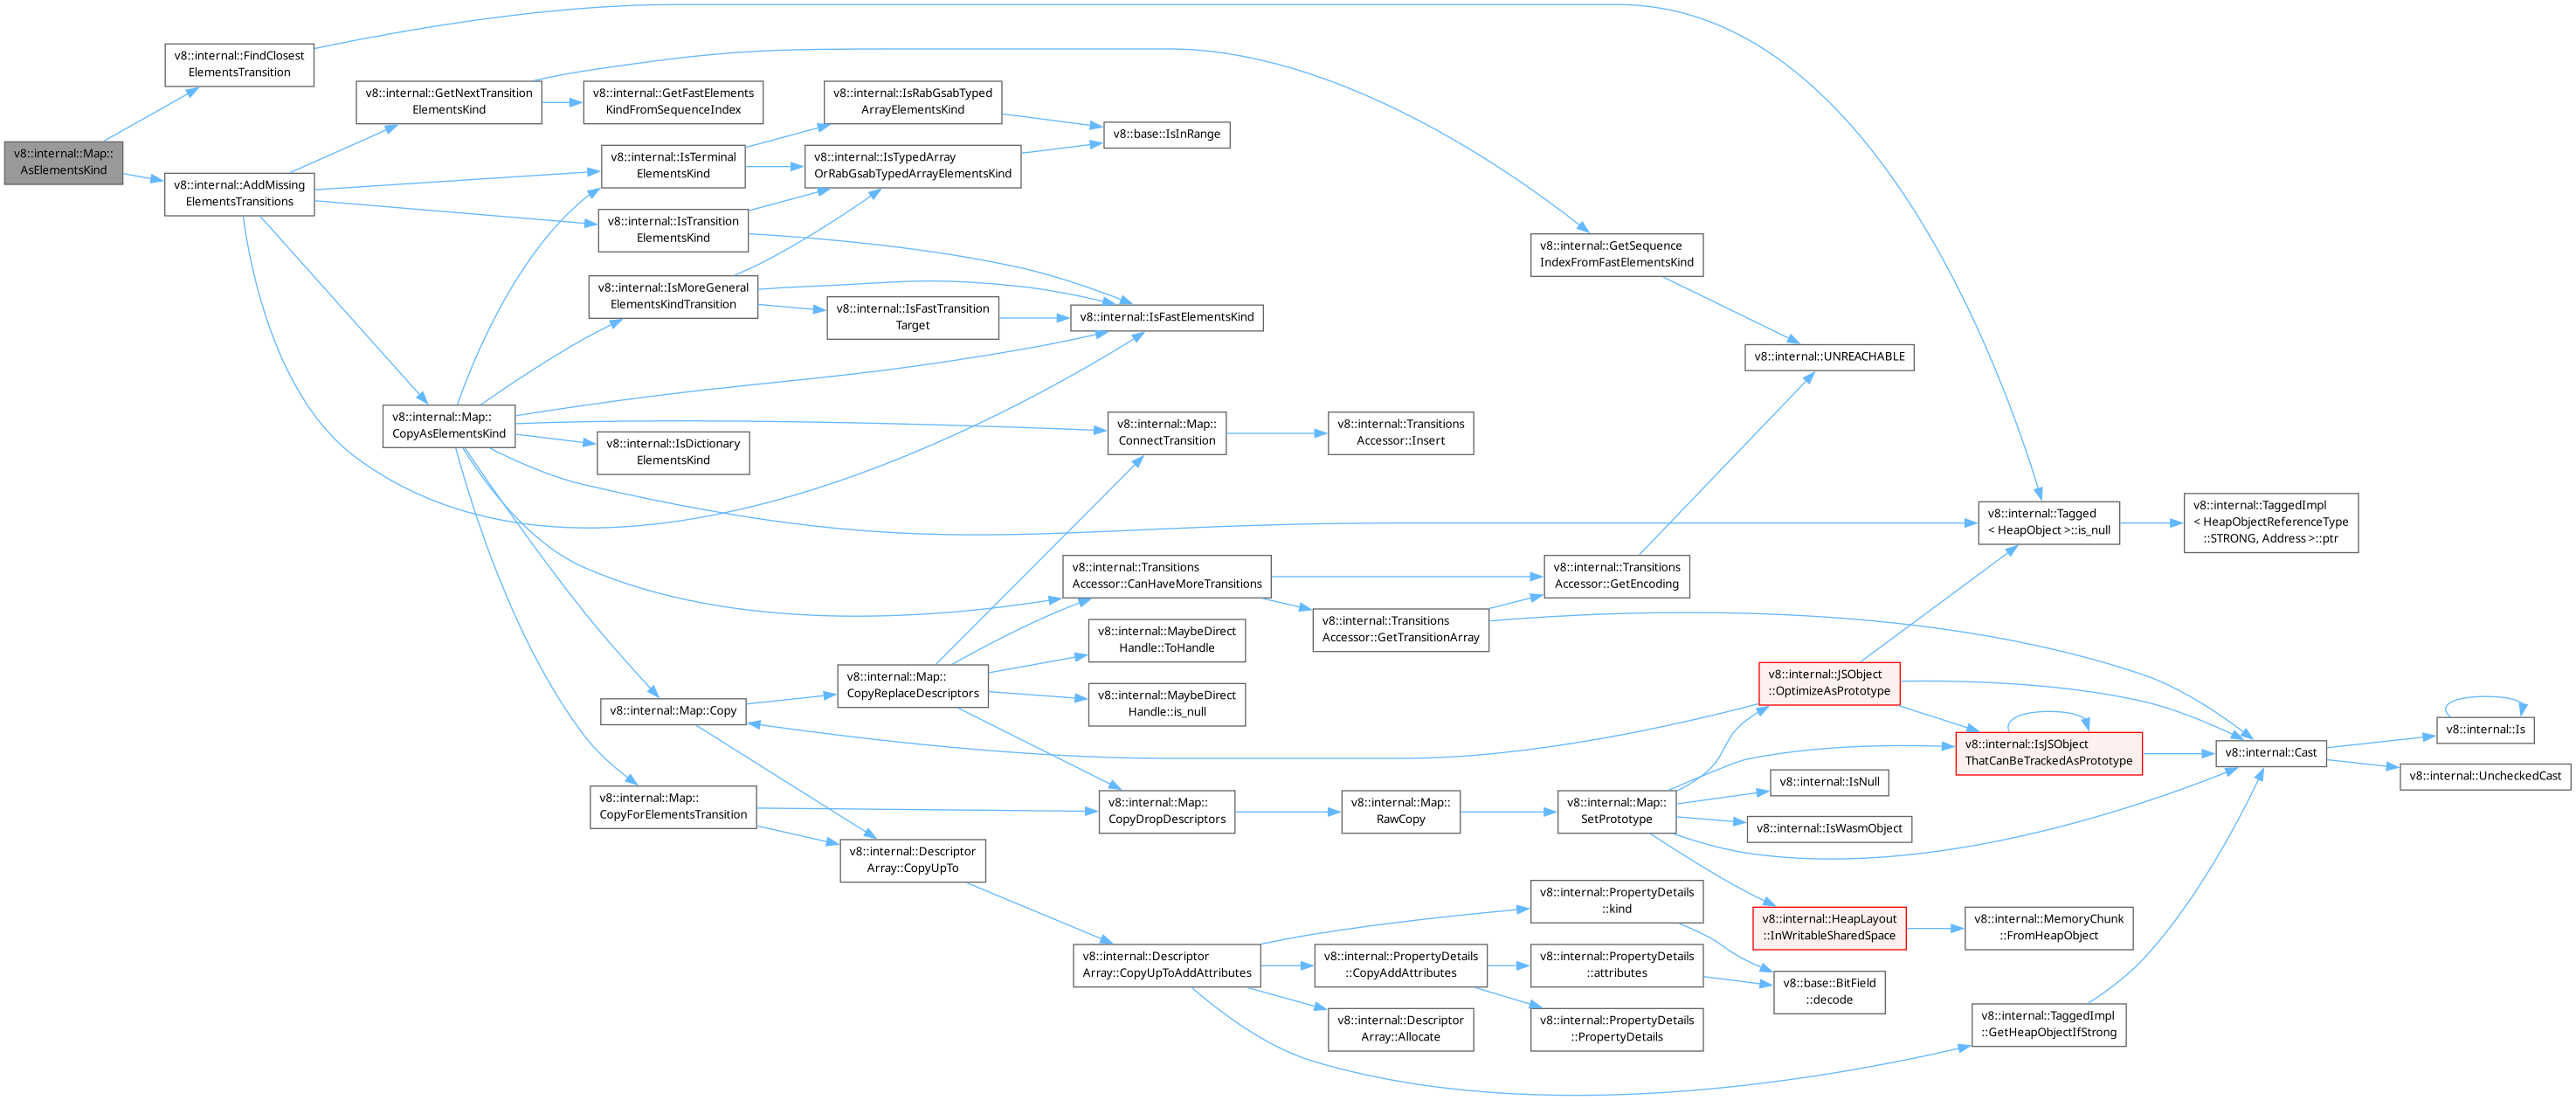 v8::internal::Map::
AsElementsKind
v8::internal::FindClosest
ElementsTransition
v8::internal::AddMissing
ElementsTransitions
v8::internal::GetNextTransition
ElementsKind
v8::internal::Map::
CopyAsElementsKind
v8::internal::GetFastElements
KindFromSequenceIndex
v8::internal::IsTerminal
ElementsKind
v8::internal::IsTransition
ElementsKind
v8::internal::IsMoreGeneral
ElementsKindTransition
v8::internal::IsDictionary
ElementsKind
v8::internal::Map::Copy
v8::internal::Map::
CopyForElementsTransition
v8::internal::IsRabGsabTyped
ArrayElementsKind
v8::internal::IsTypedArray
OrRabGsabTypedArrayElementsKind
v8::internal::IsFastTransition
Target
v8::internal::Map::
CopyReplaceDescriptors
v8::internal::Descriptor
Array::CopyUpTo
v8::base::IsInRange
v8::internal::IsFastElementsKind
v8::internal::Map::
ConnectTransition
v8::internal::Transitions
Accessor::CanHaveMoreTransitions
v8::internal::MaybeDirect
Handle::ToHandle
v8::internal::MaybeDirect
Handle::is_null
v8::internal::Map::
CopyDropDescriptors
v8::internal::Descriptor
Array::CopyUpToAddAttributes
v8::internal::Transitions
Accessor::Insert
v8::internal::Transitions
Accessor::GetTransitionArray
v8::internal::Map::
RawCopy
v8::internal::PropertyDetails
::CopyAddAttributes
v8::internal::Descriptor
Array::Allocate
v8::internal::GetSequence
IndexFromFastElementsKind
v8::internal::Transitions
Accessor::GetEncoding
v8::internal::Map::
SetPrototype
v8::internal::PropertyDetails
::kind
v8::internal::PropertyDetails
::attributes
v8::internal::PropertyDetails
::PropertyDetails
v8::internal::UNREACHABLE
v8::internal::JSObject
::OptimizeAsPrototype
v8::internal::IsNull
v8::internal::IsWasmObject
v8::internal::HeapLayout
::InWritableSharedSpace
v8::base::BitField
::decode
v8::internal::Tagged
< HeapObject >::is_null
v8::internal::IsJSObject
ThatCanBeTrackedAsPrototype
v8::internal::MemoryChunk
::FromHeapObject
v8::internal::TaggedImpl
::GetHeapObjectIfStrong
v8::internal::TaggedImpl
< HeapObjectReferenceType
::STRONG, Address >::ptr
v8::internal::Cast
v8::internal::Is
v8::internal::UncheckedCast